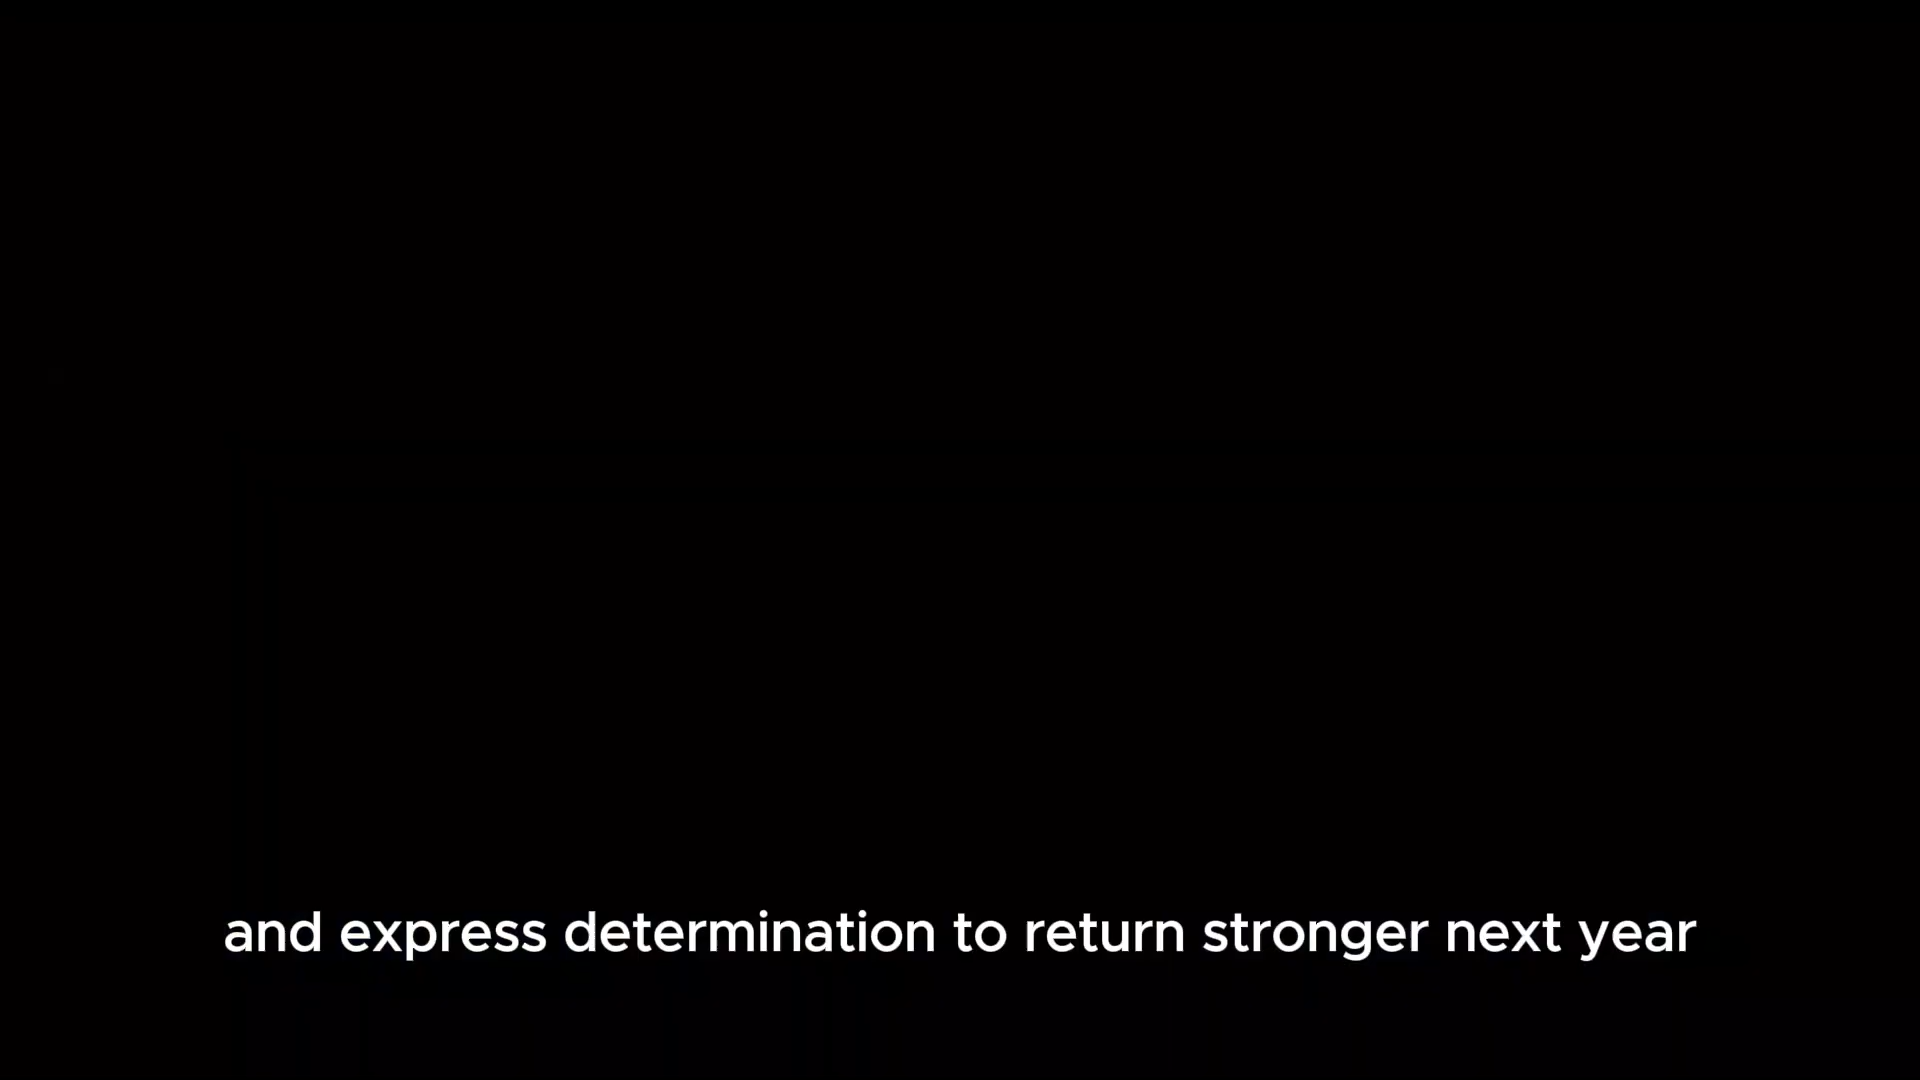 and express determination to return stronger next year